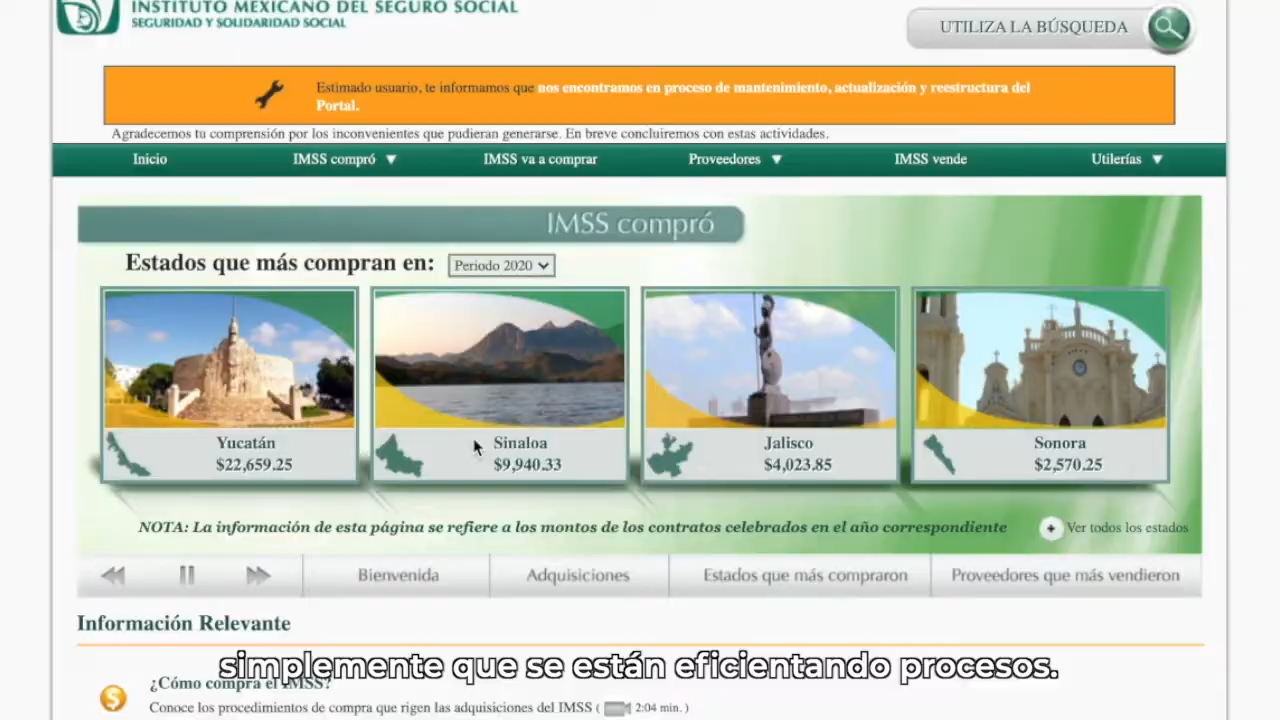 INSTITUTO MEXICANO DEL SEGURO SOCIAL
SEGURIDAD Y SOLIDARIDAD SOCIAL
UTILIZA LA BÚSQUEDA
Estimado usuario, te informamos que nos encontramos en proceso de mantenimiento, actualización y reestructura del
Portal.
Agradecemos tu comprensión por los inconvenientes que pudieran generarse. En breve concluiremos con estas actividades.
Inicio IMSS compró IMSS va a comprar Proveedores IMSS vende Utilerías
IMSS compró
Estados que más compran en: Periodo 2020
Yucatán Sinaloa Jalisco Sonora
$22,659.25 $9,940.33 $4,023.85 $2,570.25
NOTA: La información de esta página se refiere a los montos de los contratos celebrados en el año correspondiente
Ver todos los estados
Bienvenida Adquisiciones Estados que más compraron Proveedores que más vendieron
Información Relevante
simplemente que se están eficientando procesos.
¿Cómo compra el IMSS?
Conoce los procedimientos de compra que rigen las adquisiciones del IMSS ( 2:04 min. )